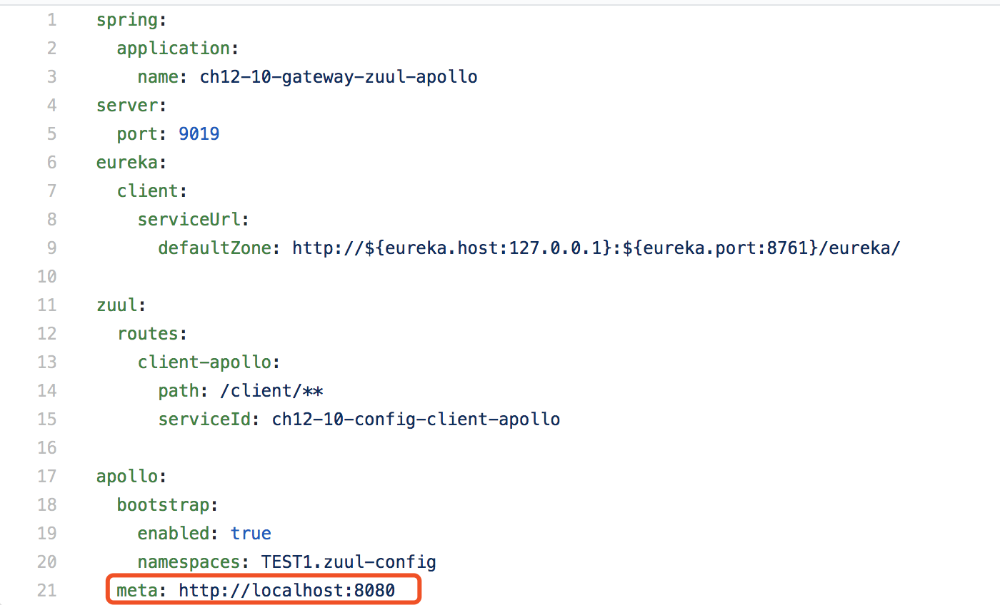 1 spring:
2   application:
3     name: ch12-10-gateway-zuul-apollo
4 server:
5   port: 9019
6 eureka:
7   client:
8     serviceUrl:
9       defaultZone: http://${eureka.host:127.0.0.1}:${eureka.port:8761}/eureka/
10
11 zuul:
12   routes:
13     client-apollo:
14       path: /client/**
15       serviceId: ch12-10-config-client-apollo
16
17 apollo:
18   bootstrap:
19     enabled: true
20     namespaces: TEST1.zuul-config
21   meta: http://localhost:8080